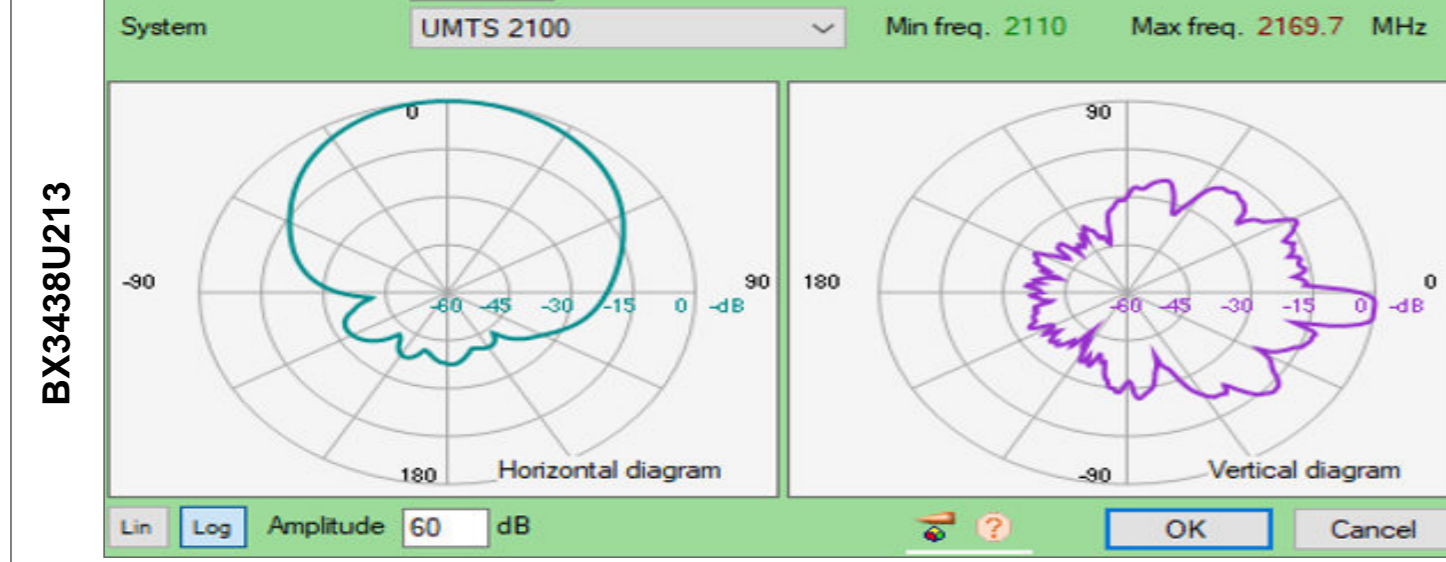 BX3438U213
System UMTS 2100 Min freq. 2110 Max freq. 2169.7 MHz
0
-90 90
-60 -45 -30 -15 0 -dB
180 Horizontal diagram
90
180 0
-60 -45 -30 -15 0 -dB
-90 Vertical diagram
Lin Log Amplitude 60 dB ? OK Cancel